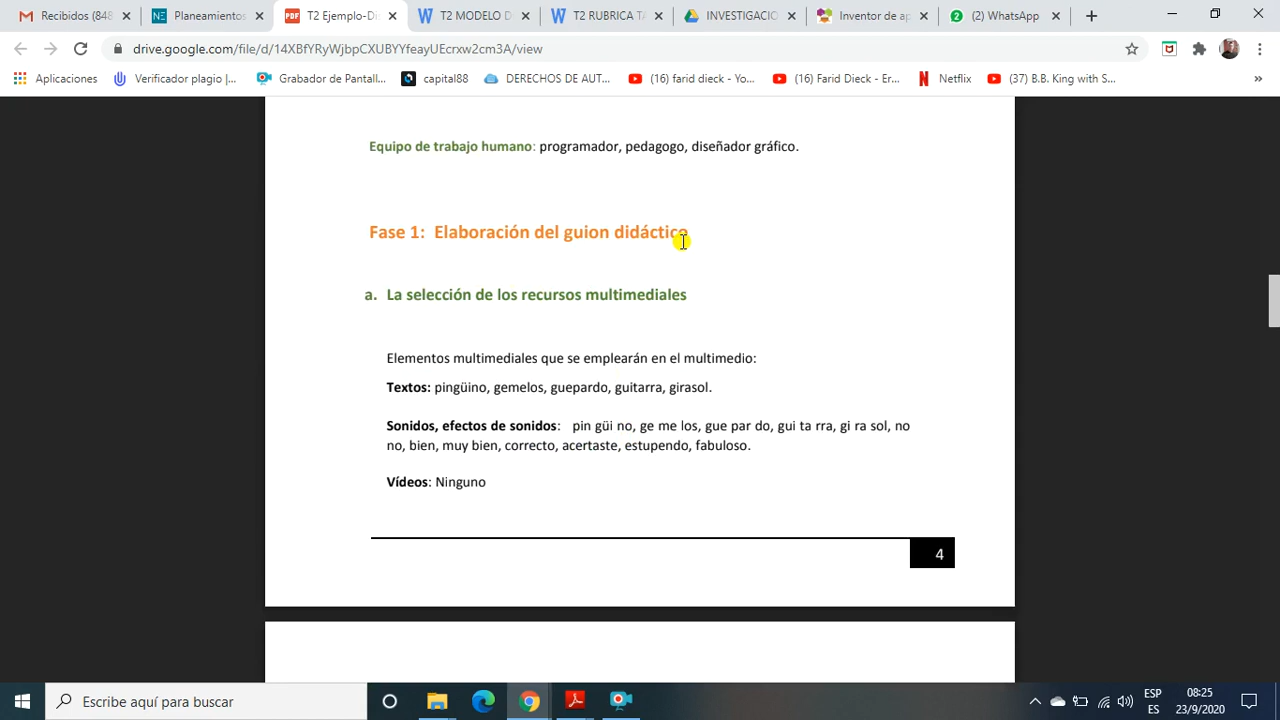 Recibidos (848
Planeamientos
T2 Ejemplo-Di
T2 MODELO D
T2 RUBRICA TA
INVESTIGACIO
Inventor de ap
(2) WhatsApp
drive.google.com/file/d/14XBfYRyWjbpCXUBYYfeayUEcrxw2cm3A/view
Aplicaciones
Verificador plagio |...
Grabador de Pantall...
capital88
DERECHOS DE AUT...
(16) farid dieck - Yo...
(16) Farid Dieck - Er...
Netflix
(37) B.B. King with S...
»
Equipo de trabajo humano: programador, pedagogo, diseñador gráfico.
Fase 1: Elaboración del guion didáctico
a. La selección de los recursos multimediales
Elementos multimediales que se emplearán en el multimedio:
Textos: pingüino, gemelos, guepardo, guitarra, girasol.
Sonidos, efectos de sonidos: pin güi no, ge me los, gue par do, gui ta rra, gi ra sol, no
no, bien, muy bien, correcto, acertaste, estupendo, fabuloso.
Vídeos: Ninguno
4
Escribe aquí para buscar
ESP
ES
08:25
23/9/2020